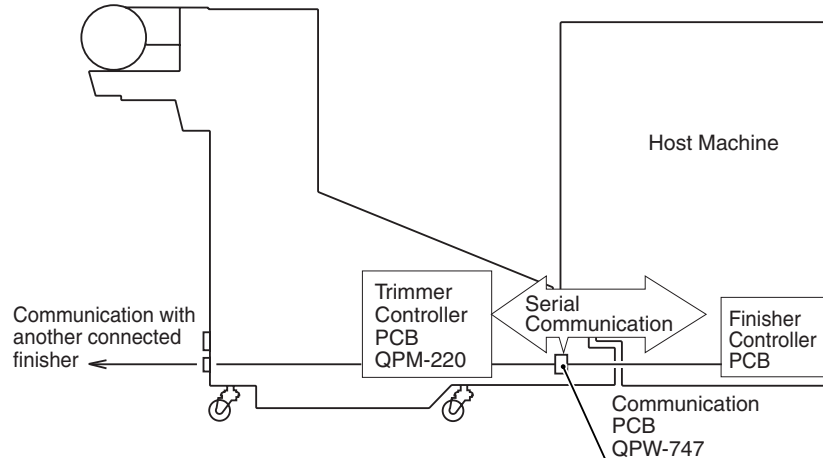 Host Machine
Trimmer
Controller
PCB
QPM-220
Serial
Communication
Finisher
Controller
PCB
Communication with
another connected
finisher
Communication
PCB
QPW-747